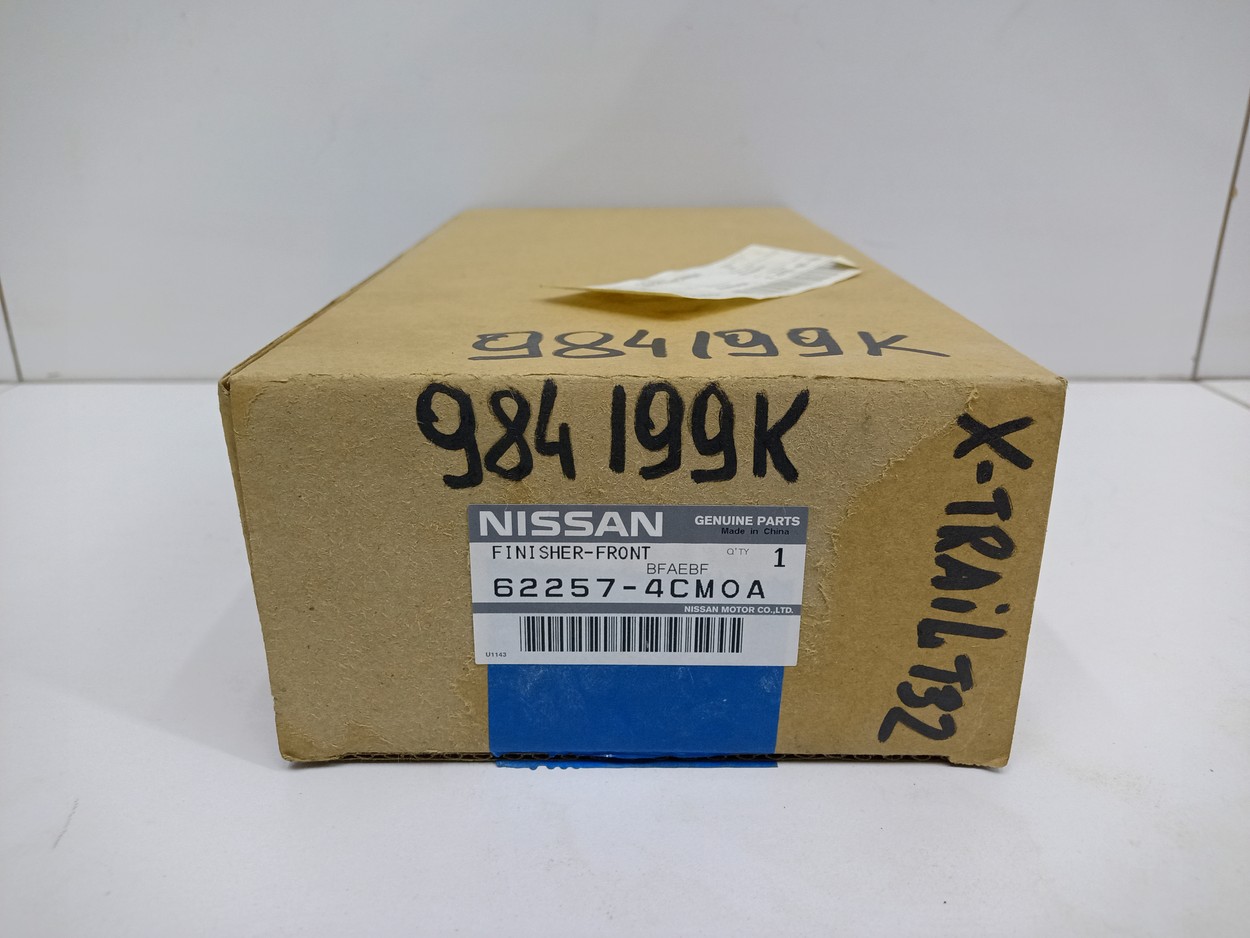 984199K
984199K
X-TRAiL T32
NISSAN GENUINE PARTS
Made in China
FINISHER-FRONT Q'TY 1
BFAEBF
62257-4CM0A
NISSAN MOTOR CO.,LTD.
U1143